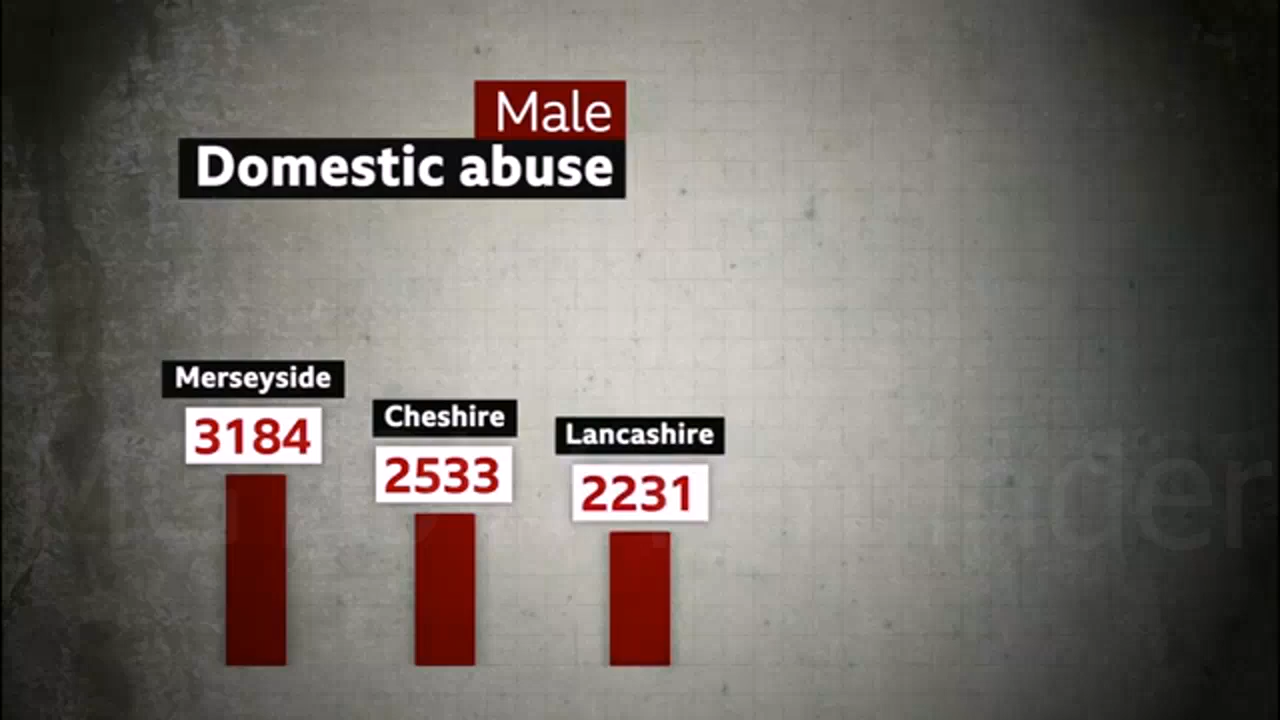 Male
Domestic abuse
Merseyside
3184
Cheshire
2533
Lancashire
2231